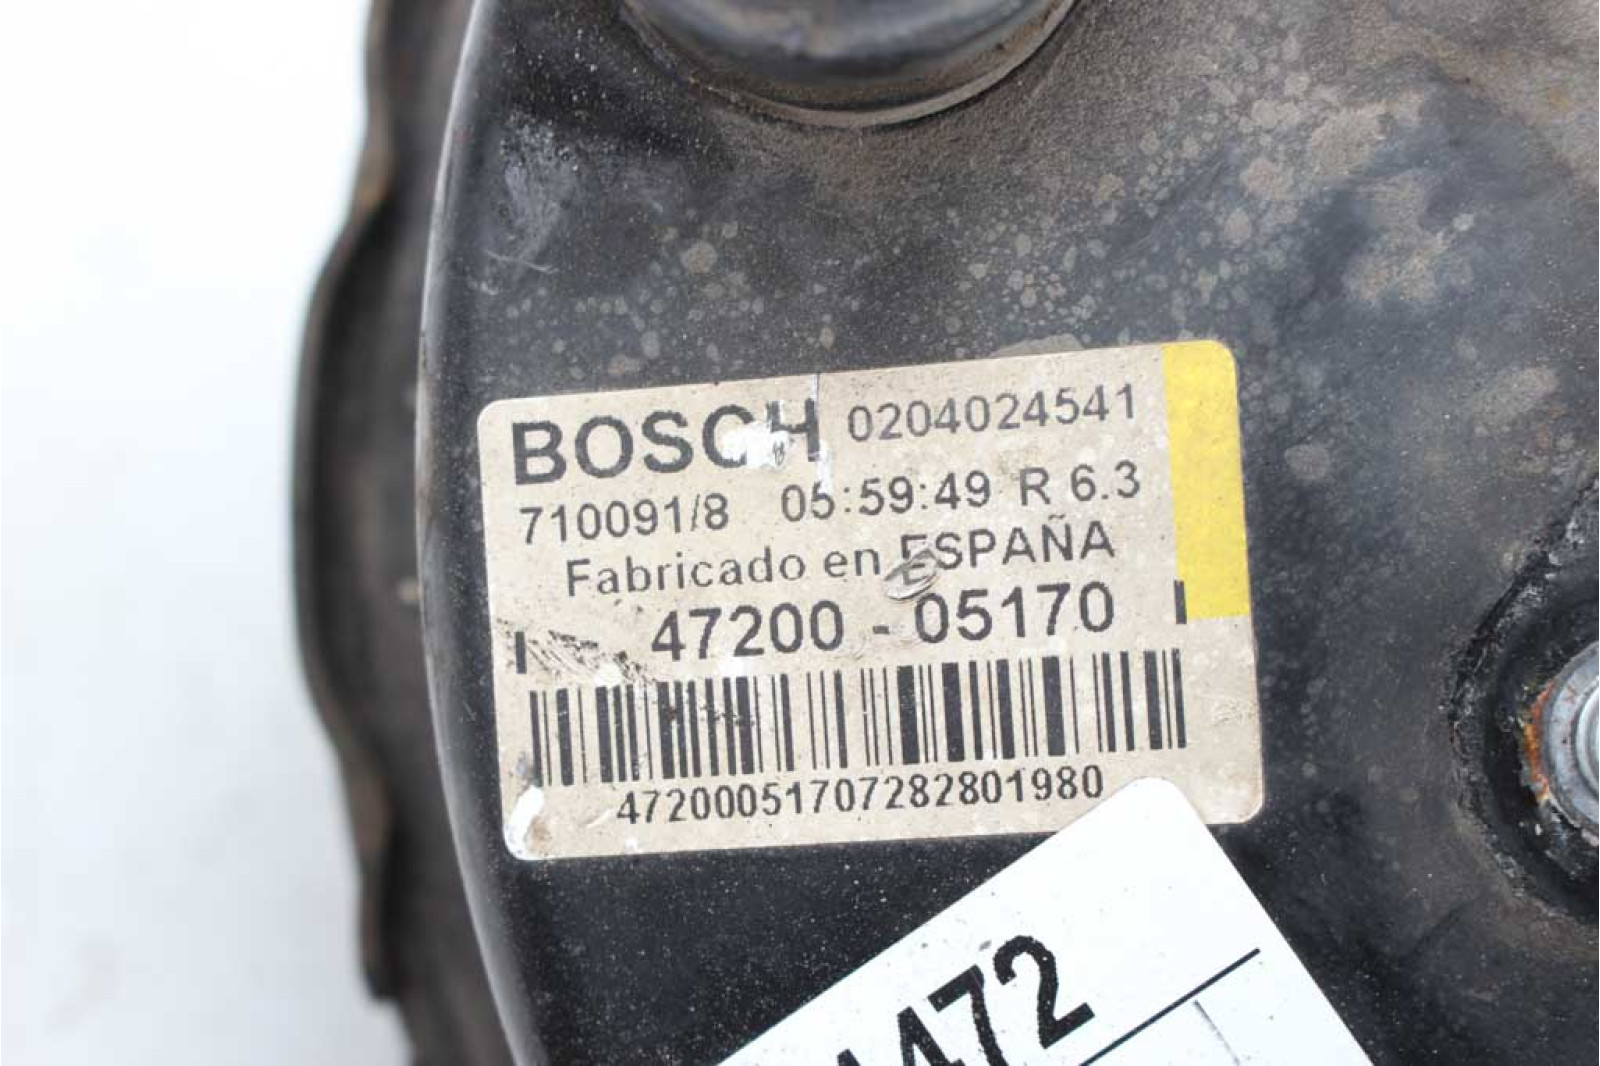 BOSCH 0204024541
710091/8 05:59:49 R 6.3
Fabricado en ESPAÑA
47200 - 05170
47200051707282801980
472